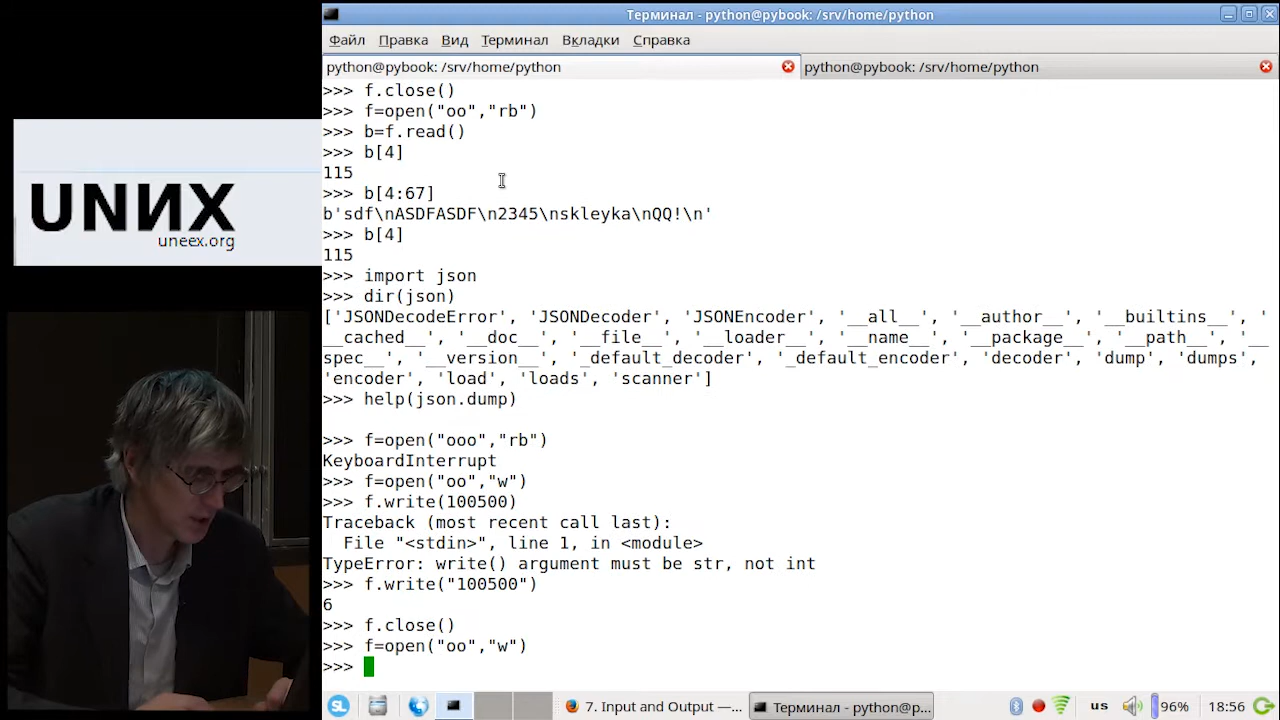 UNИX
uneex.org
Терминал - python@pybook: /srv/home/python
Файл Правка Вид Терминал Вкладки Справка
python@pybook: /srv/home/python python@pybook: /srv/home/python
>>> f.close()
>>> f=open("oo","rb")
>>> b=f.read()
>>> b[4]
115
>>> b[4:67]
b'sdf\nASDFASDF\n2345\nskleyka\nQQ!\n'
>>> b[4]
115
>>> import json
>>> dir(json)
['JSONDecodeError', 'JSONDecoder', 'JSONEncoder', '__all__', '__author__', '__builtins__', '
__cached__', '__doc__', '__file__', '__loader__', '__name__', '__package__', '__path__', '__
spec__', '__version__', '_default_decoder', '_default_encoder', 'decoder', 'dump', 'dumps',
'encoder', 'load', 'loads', 'scanner']
>>> help(json.dump)
>>> f=open("ooo","rb")
KeyboardInterrupt
>>> f=open("oo","w")
>>> f.write(100500)
Traceback (most recent call last):
  File "<stdin>", line 1, in <module>
TypeError: write() argument must be str, not int
>>> f.write("100500")
6
>>> f.close()
>>> f=open("oo","w")
>>>
7. Input and Output —... Терминал - python@p... us 96% 18:56